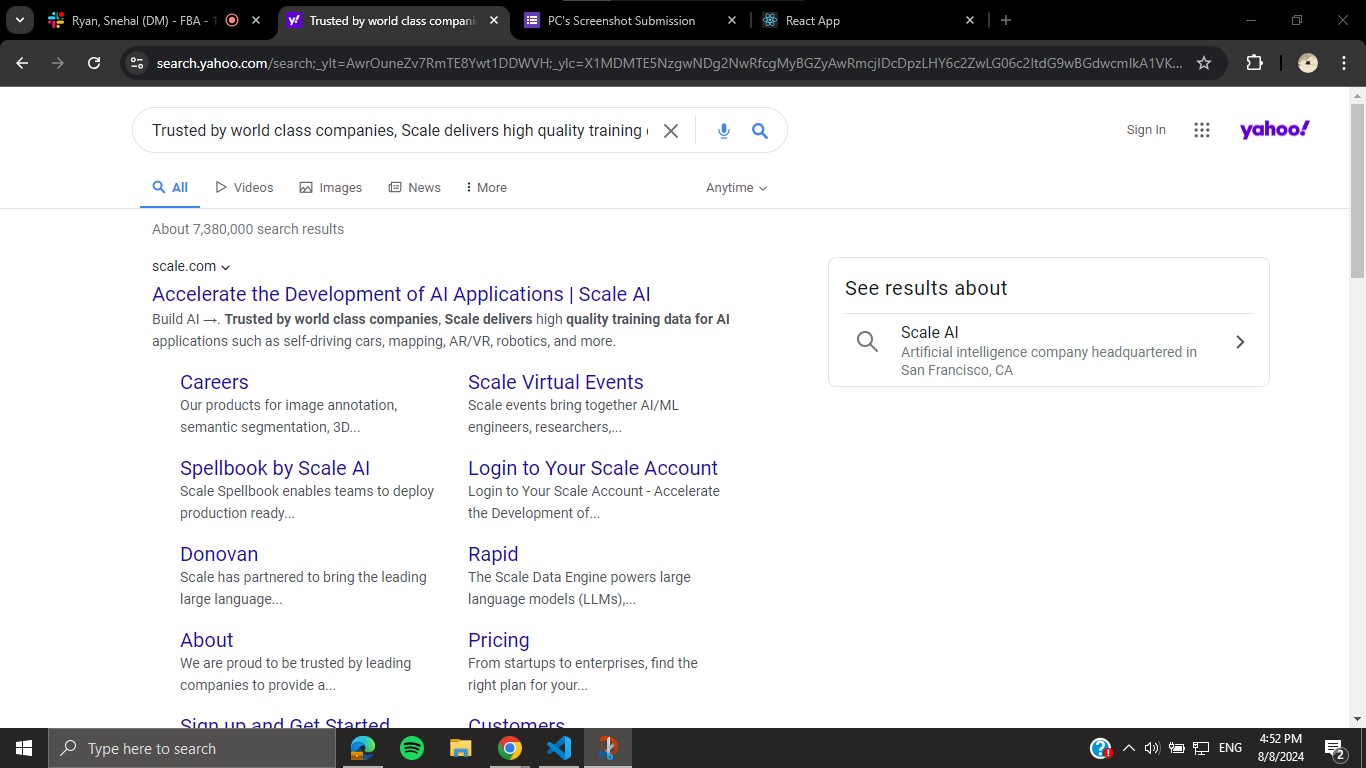 Ryan, Snehal (DM) - FBA -
Trusted by world class compani
PC's Screenshot Submission
React App
search.yahoo.com/search;_ylt=AwrOuneZv7RmTE8Ywt1DDWVH;_ylc=X1MDMTE5NzgwNDg2NwRfcgMyBGZyAwRmcjIDcDpzLHY6c2ZwLG06c2ItdG9wBGdwcmlkA1VK...
Trusted by world class companies, Scale delivers high quality training
Sign In
yahoo!
All
Videos
Images
News
More
Anytime
About 7,380,000 search results
scale.com
Accelerate the Development of AI Applications | Scale AI
Build AI →. Trusted by world class companies, Scale delivers high quality training data for AI
applications such as self-driving cars, mapping, AR/VR, robotics, and more.
Careers
Our products for image annotation,
semantic segmentation, 3D...
Scale Virtual Events
Scale events bring together AI/ML
engineers, researchers,...
Spellbook by Scale AI
Scale Spellbook enables teams to deploy
production ready...
Login to Your Scale Account
Login to Your Scale Account - Accelerate
the Development of...
Donovan
Scale has partnered to bring the leading
large language...
Rapid
The Scale Data Engine powers large
language models (LLMs),...
About
We are proud to be trusted by leading
companies to provide a...
Pricing
From startups to enterprises, find the
right plan for your...
Sign up and Get Started
Customers
See results about
Scale AI
Artificial intelligence company headquartered in
San Francisco, CA
Type here to search
ENG
4:52 PM
8/8/2024
2